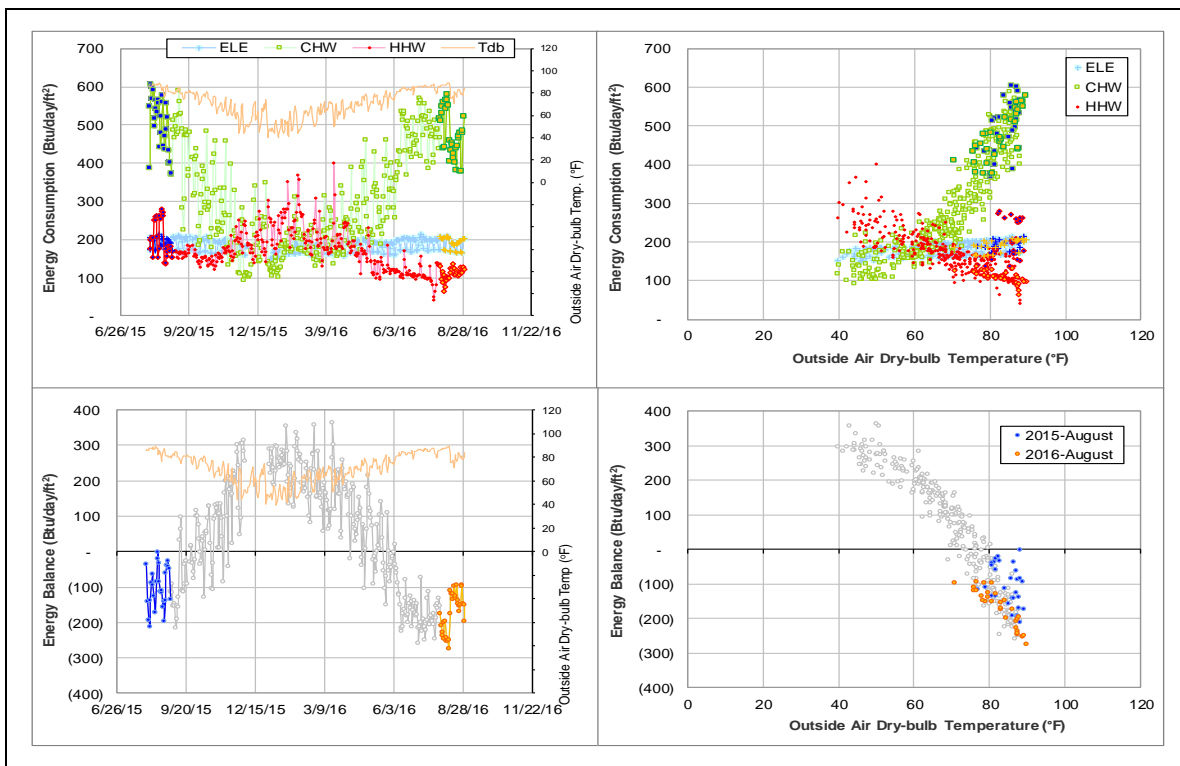 ELE CHW HHW Tdb
Energy Consumption (Btu/day/ft²)
700
600
500
400
300
200
100
-
120
100
80
60
40
20
0
Outside Air Dry-bulb Temp. (°F)
6/26/15 9/20/15 12/15/15 3/9/16 6/3/16 8/28/16 11/22/16
Energy Consumption (Btu/day/ft²)
700
600
500
400
300
200
100
-
ELE
CHW
HHW
0 20 40 60 80 100 120
Outside Air Dry-bulb Temperature (°F)
Energy Balance (Btu/day/ft²)
400
300
200
100
-
(100)
(200)
(300)
(400)
120
100
80
60
40
20
0
Outside Air Dry-bulb Temp (°F)
6/26/15 9/20/15 12/15/15 3/9/16 6/3/16 8/28/16 11/22/16
Energy Balance (Btu/day/ft²)
400
300
200
100
-
(100)
(200)
(300)
(400)
2015-August
2016-August
0 20 40 60 80 100 120
Outside Air Dry-bulb Temperature (°F)